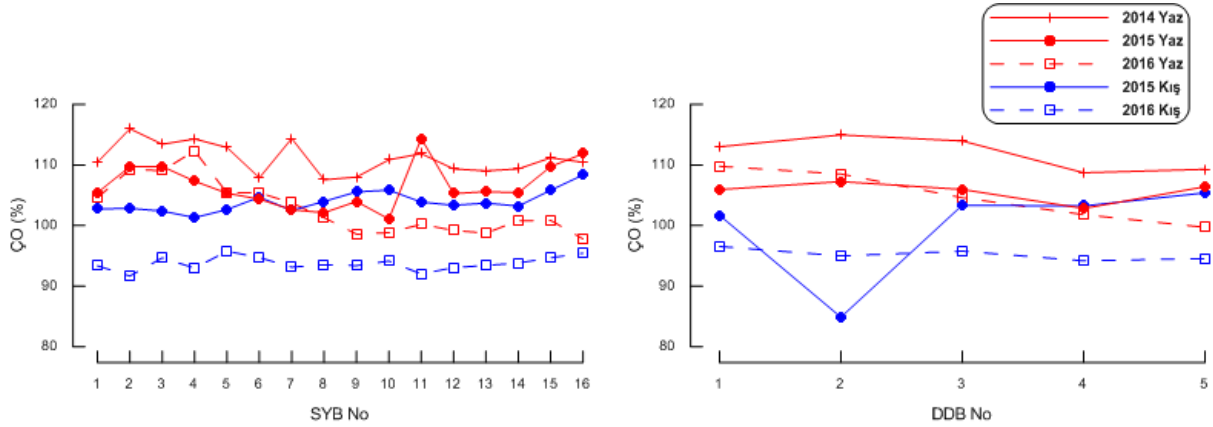 2014 Yaz
2015 Yaz
2016 Yaz
2015 Kış
2016 Kış
120
110
100
90
80
ÇO (%)
1 2 3 4 5 6 7 8 9 10 11 12 13 14 15 16
SYB No
120
110
100
90
80
ÇO (%)
1 2 3 4 5
DDB No